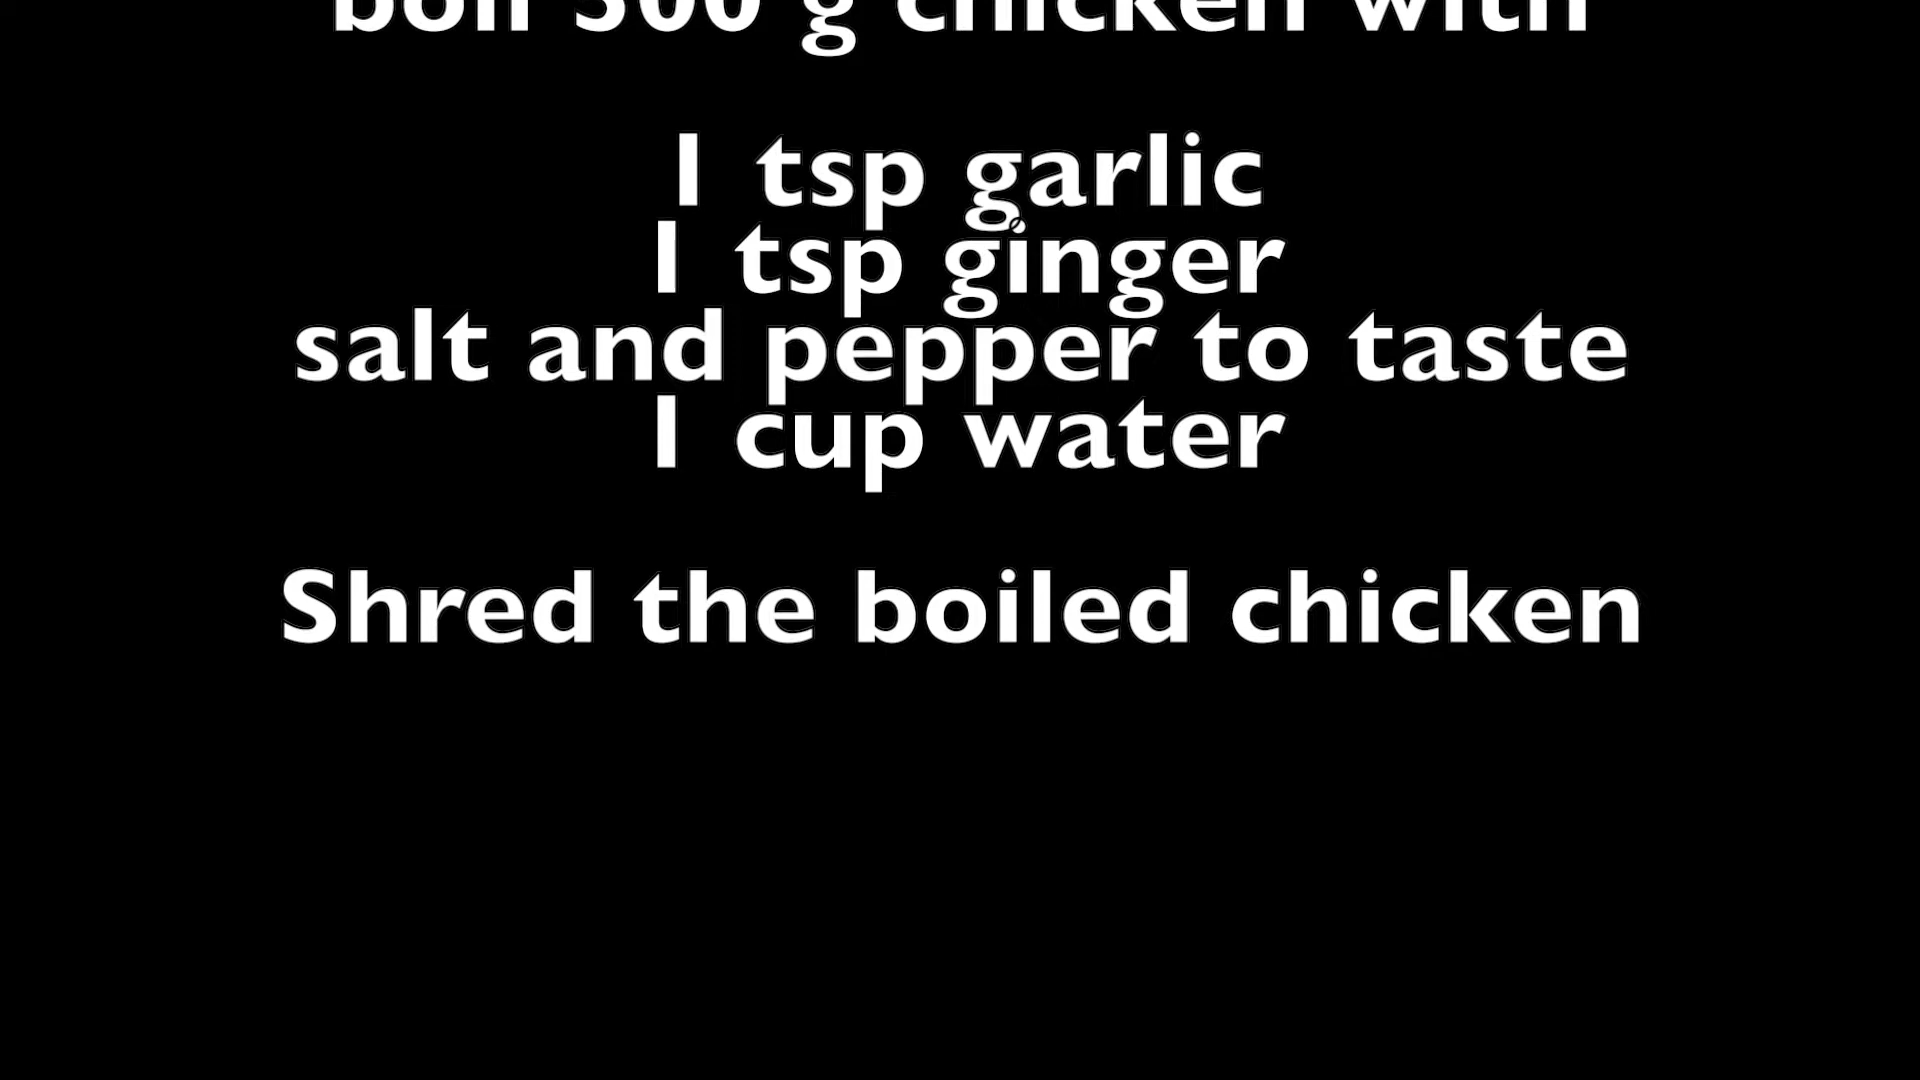 boil g chicken with
1 tsp garlic
1 tsp ginger
salt and pepper to taste
1 cup water
Shred the boiled chicken